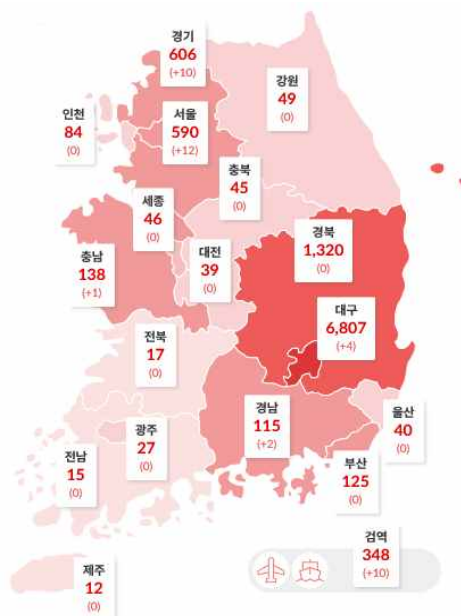 경기
606
(+10)
강원
49
(0)
인천
84
(0)
서울
590
(+12)
충북
45
(0)
세종
46
(0)
경북
1,320
(0)
충남
138
(+1)
대전
39
(0)
대구
6,807
(+4)
전북
17
(0)
경남
115
(+2)
울산
40
(0)
광주
27
(0)
전남
15
(0)
부산
125
(0)
검역
348
(+10)
제주
12
(0)